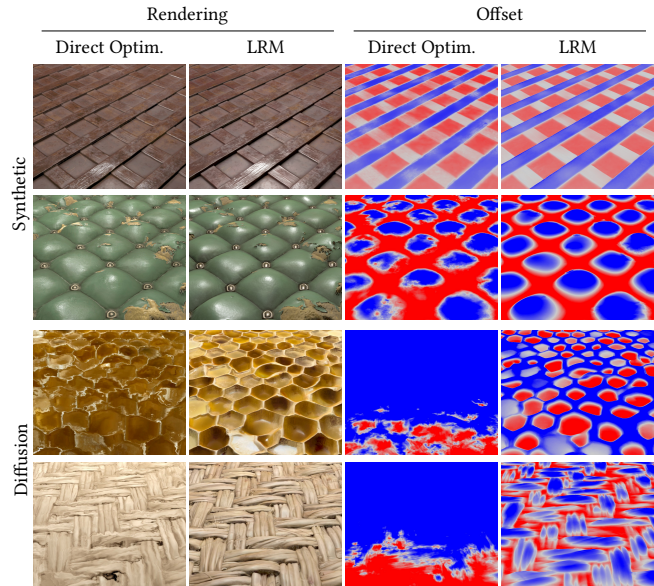 Rendering Offset
Direct Optim. LRM Direct Optim. LRM
Synthetic
Diffusion